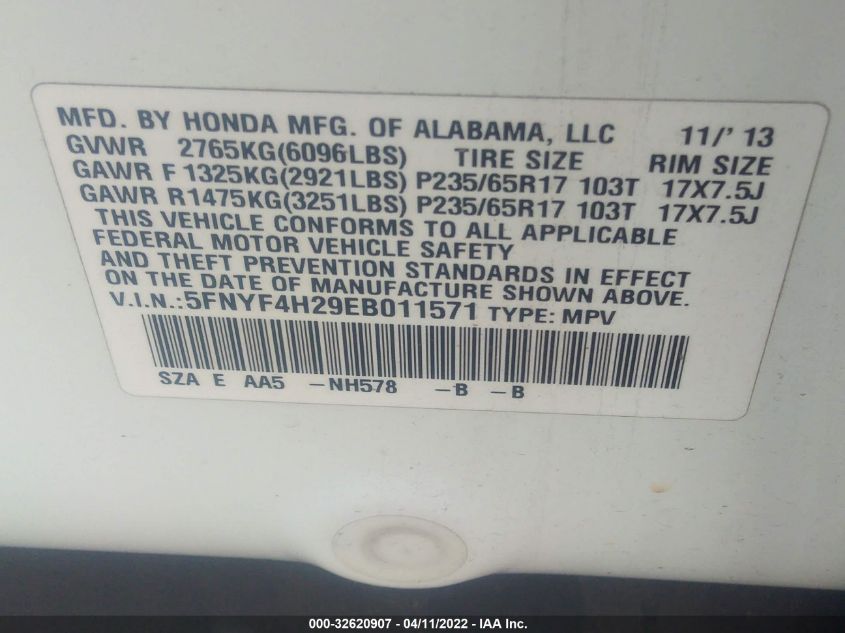 MFD. BY HONDA MFG. OF ALABAMA, LLC 11/' 13
GVWR 2765KG(6096LBS) TIRE SIZE RIM SIZE
GAWR F 1325KG(2921LBS) P235/65R17 103T 17X7.5J
GAWR R1475KG(3251LBS) P235/65R17 103T 17X7.5J
THIS VEHICLE CONFORMS TO ALL APPLICABLE
FEDERAL MOTOR VEHICLE SAFETY
AND THEFT PREVENTION STANDARDS IN EFFECT
ON THE DATE OF MANUFACTURE SHOWN ABOVE.
V.I.N.:5FNYF4H29EB011571 TYPE: MPV
SZA E AA5 -NH578 -B -B
000-32620907 - 04/11/2022 - IAA Inc.